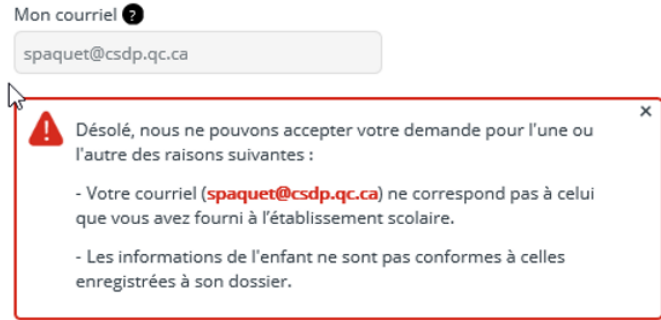 Mon courriel ?
spaquet@csdp.qc.ca
×
Désolé, nous ne pouvons accepter votre demande pour l'une ou
l'autre des raisons suivantes :
- Votre courriel (spaquet@csdp.qc.ca) ne correspond pas à celui
que vous avez fourni à l’établissement scolaire.
- Les informations de l'enfant ne sont pas conformes à celles
enregistrées à son dossier.